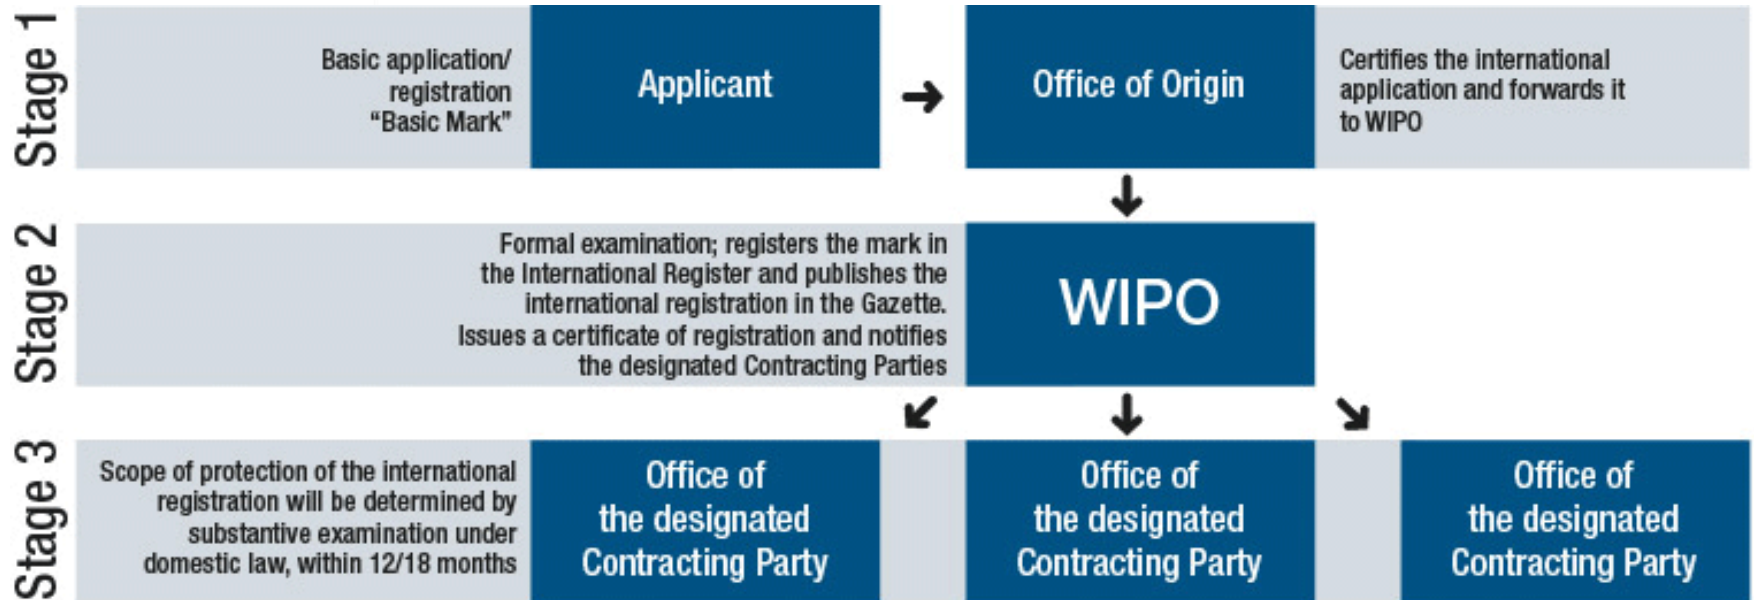 Stage 1
Basic application/
registration
“Basic Mark”
Applicant
Office of Origin
Certifies the international
application and forwards it
to WIPO
Stage 2
Formal examination; registers the mark in
the International Register and publishes the
international registration in the Gazette.
Issues a certificate of registration and notifies
the designated Contracting Parties
WIPO
Stage 3
Scope of protection of the international
registration will be determined by
substantive examination under
domestic law, within 12/18 months
Office of
the designated
Contracting Party
Office of
the designated
Contracting Party
Office of
the designated
Contracting Party